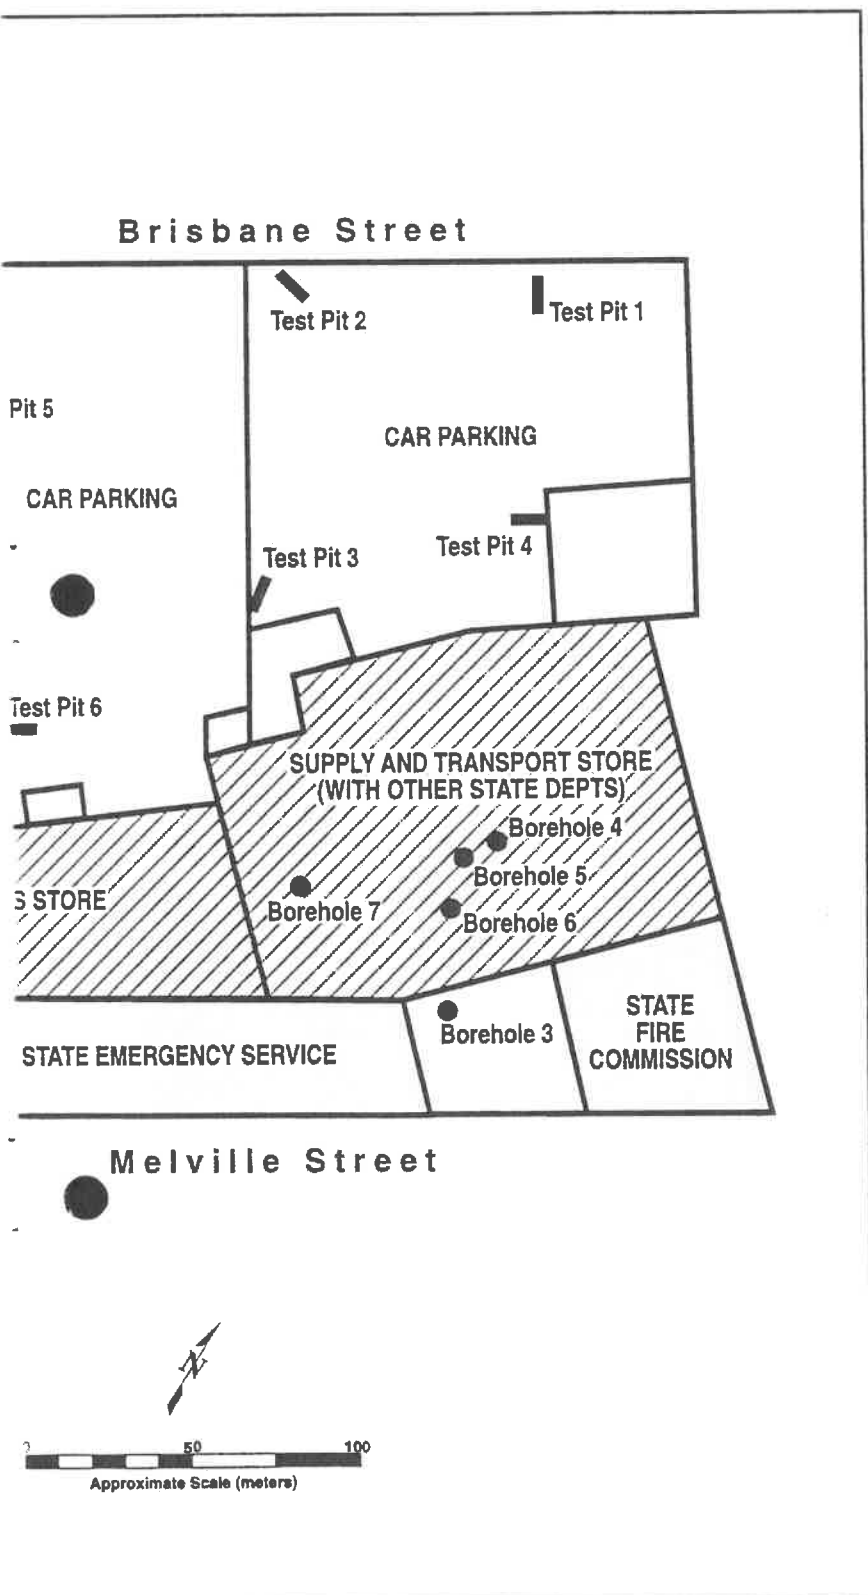 Brisbane Street
Test Pit 2
Test Pit 1
Pit 5
CAR PARKING
CAR PARKING
Test Pit 4
Test Pit 3
Test Pit 6
SUPPLY AND TRANSPORT STORE
(WITH OTHER STATE DEPTS)
Borehole 4
Borehole 5
S STORE
Borehole 7
Borehole 6
STATE
FIRE
COMMISSION
Borehole 3
STATE EMERGENCY SERVICE
Melville Street
N
50
100
Approximate Scale (meters)